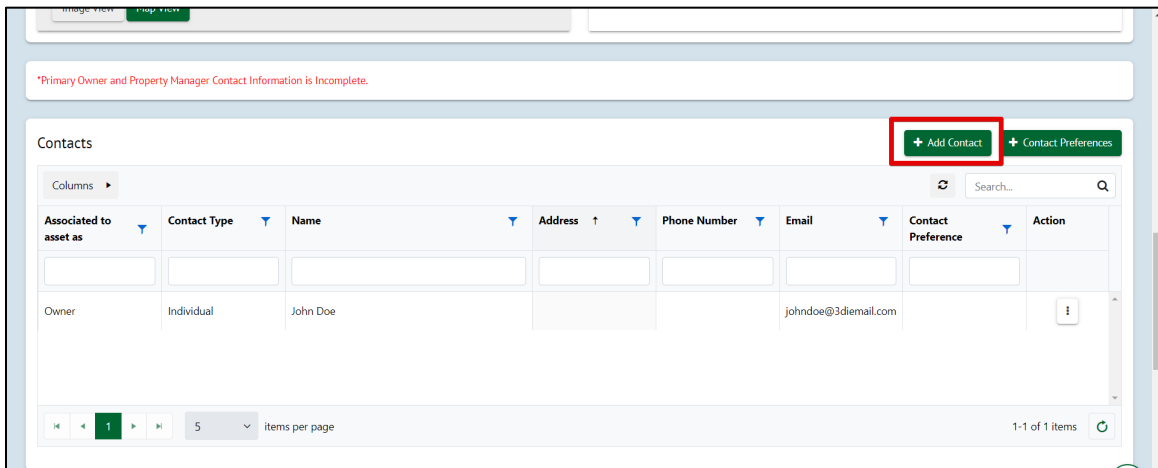 Image View Map View
*Primary Owner and Property Manager Contact Information is Incomplete.
Contacts
+ Add Contact + Contact Preferences
Columns
Search...
Associated to asset as Contact Type Name Address ↑ Phone Number Email Contact Preference Action
Owner Individual John Doe johndoe@3diemail.com
1 5 items per page 1-1 of 1 items